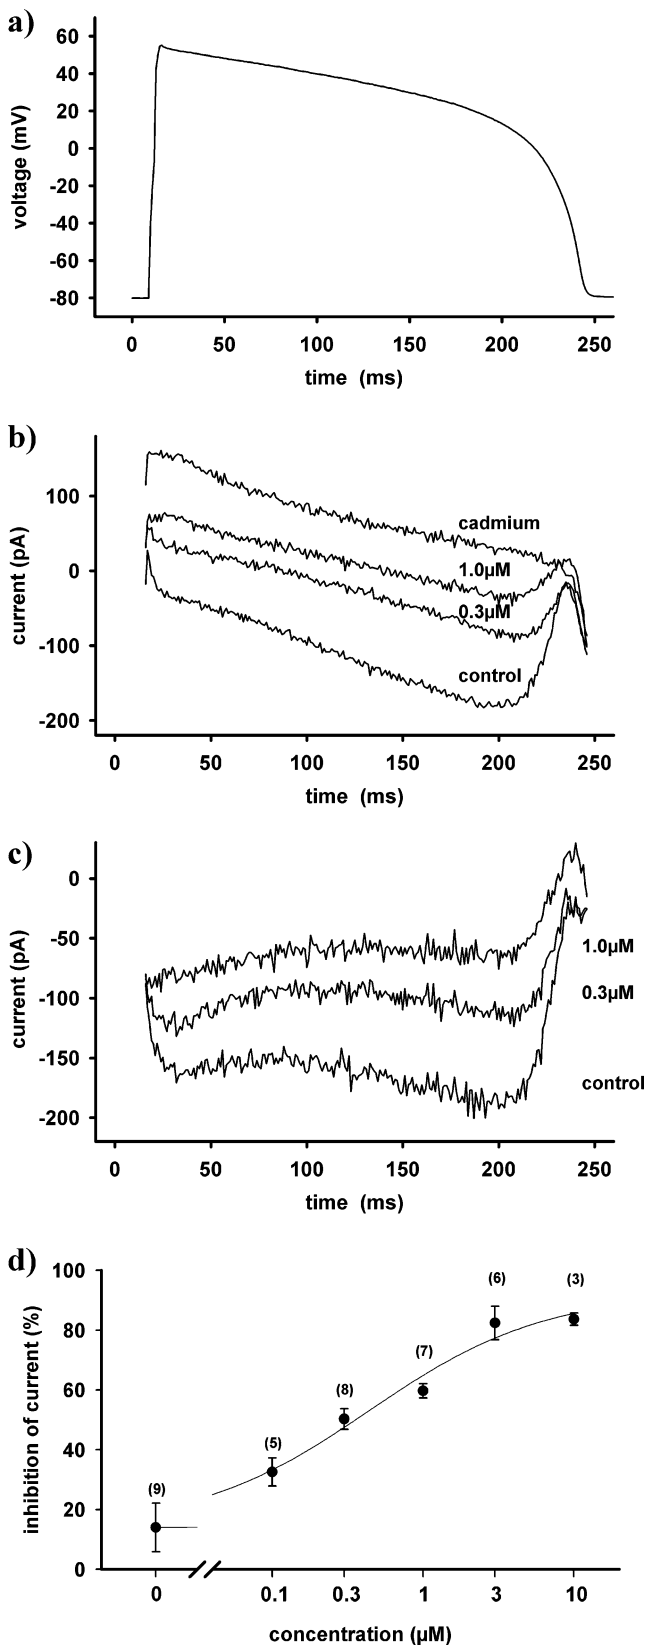 a)
voltage (mV)
60
40
20
0
-20
-40
-60
-80
0 50 100 150 200 250
time (ms)
b)
current (pA)
100
0
-100
-200
cadmium
1.0µM
0.3µM
control
0 50 100 150 200 250
time (ms)
c)
current (pA)
0
-50
-100
-150
-200
1.0µM
0.3µM
control
0 50 100 150 200 250
time (ms)
d)
inhibition of current (%)
100
80
60
40
20
0
(9)
(5)
(8)
(7)
(6)
(3)
0 0.1 0.3 1 3 10
concentration (µM)